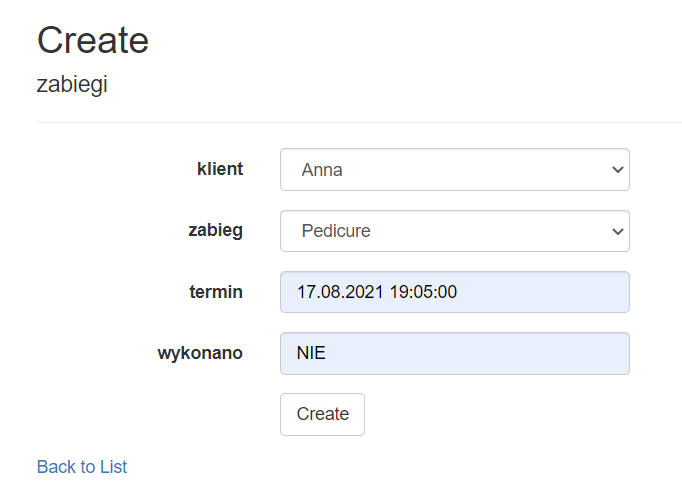 Create
zabiegi
klient Anna
zabieg Pedicure
termin 17.08.2021 19:05:00
wykonano NIE
Create
Back to List